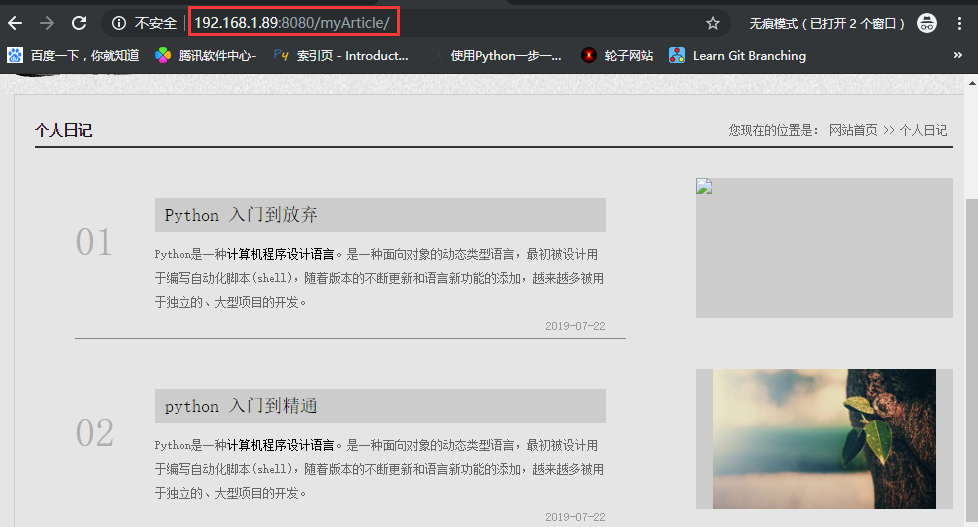 不安全 | 192.168.1.89:8080/myArticle/ 无痕模式（已打开 2 个窗口）
百度一下，你就知道 腾讯软件中心- 索引页 - Introduct... 使用Python一步一... 轮子网站 Learn Git Branching »
个人日记 您现在的位置是： 网站首页 >> 个人日记
01
Python 入门到放弃
Python是一种计算机程序设计语言。是一种面向对象的动态类型语言，最初被设计用
于编写自动化脚本(shell)，随着版本的不断更新和语言新功能的添加，越来越多被用
于独立的、大型项目的开发。
2019-07-22
02
python 入门到精通
Python是一种计算机程序设计语言。是一种面向对象的动态类型语言，最初被设计用
于编写自动化脚本(shell)，随着版本的不断更新和语言新功能的添加，越来越多被用
于独立的、大型项目的开发。
2019-07-22